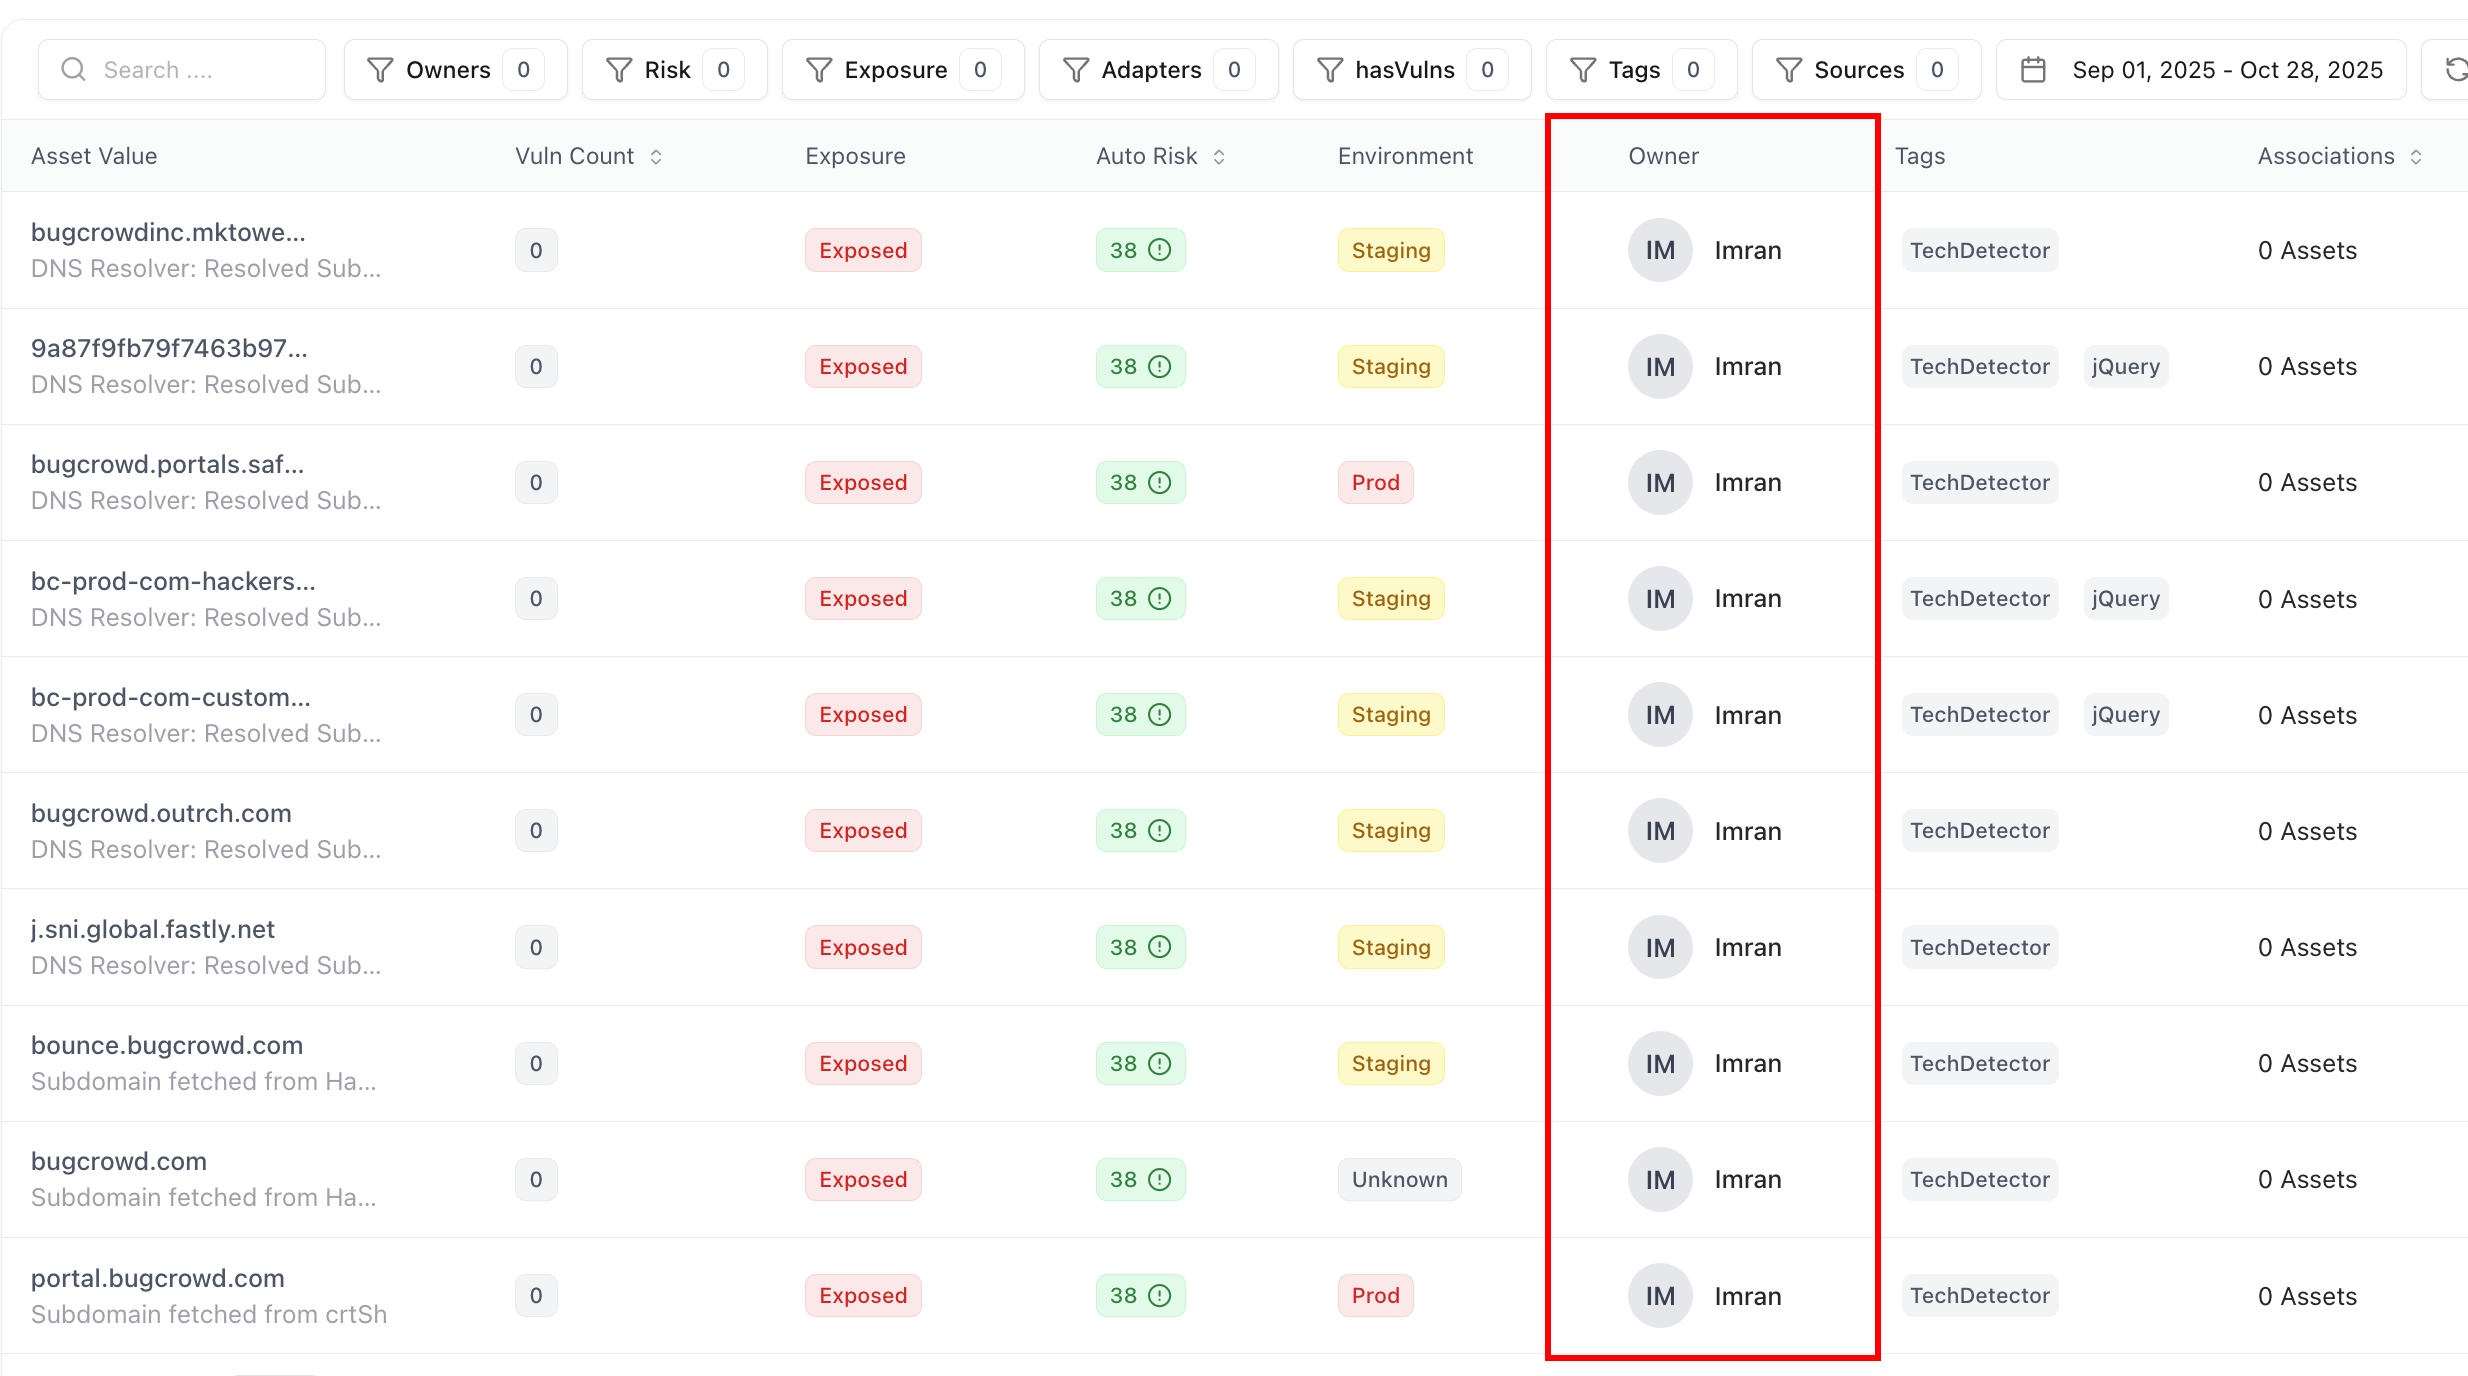 Search ....
Owners 0
Risk 0
Exposure 0
Adapters 0
hasVulns 0
Tags 0
Sources 0
Sep 01, 2025 - Oct 28, 2025
Asset Value Vuln Count Exposure Auto Risk Environment Owner Tags Associations
bugcrowdinc.mktowe...
DNS Resolver: Resolved Sub...
0 Exposed 38 Staging IM Imran TechDetector 0 Assets
9a87f9fb79f7463b97...
DNS Resolver: Resolved Sub...
0 Exposed 38 Staging IM Imran TechDetector jQuery 0 Assets
bugcrowd.portals.saf...
DNS Resolver: Resolved Sub...
0 Exposed 38 Prod IM Imran TechDetector 0 Assets
bc-prod-com-hackers...
DNS Resolver: Resolved Sub...
0 Exposed 38 Staging IM Imran TechDetector jQuery 0 Assets
bc-prod-com-custom...
DNS Resolver: Resolved Sub...
0 Exposed 38 Staging IM Imran TechDetector jQuery 0 Assets
bugcrowd.outrch.com
DNS Resolver: Resolved Sub...
0 Exposed 38 Staging IM Imran TechDetector 0 Assets
j.sni.global.fastly.net
DNS Resolver: Resolved Sub...
0 Exposed 38 Staging IM Imran TechDetector 0 Assets
bounce.bugcrowd.com
Subdomain fetched from Ha...
0 Exposed 38 Staging IM Imran TechDetector 0 Assets
bugcrowd.com
Subdomain fetched from Ha...
0 Exposed 38 Unknown IM Imran TechDetector 0 Assets
portal.bugcrowd.com
Subdomain fetched from crtSh
0 Exposed 38 Prod IM Imran TechDetector 0 Assets